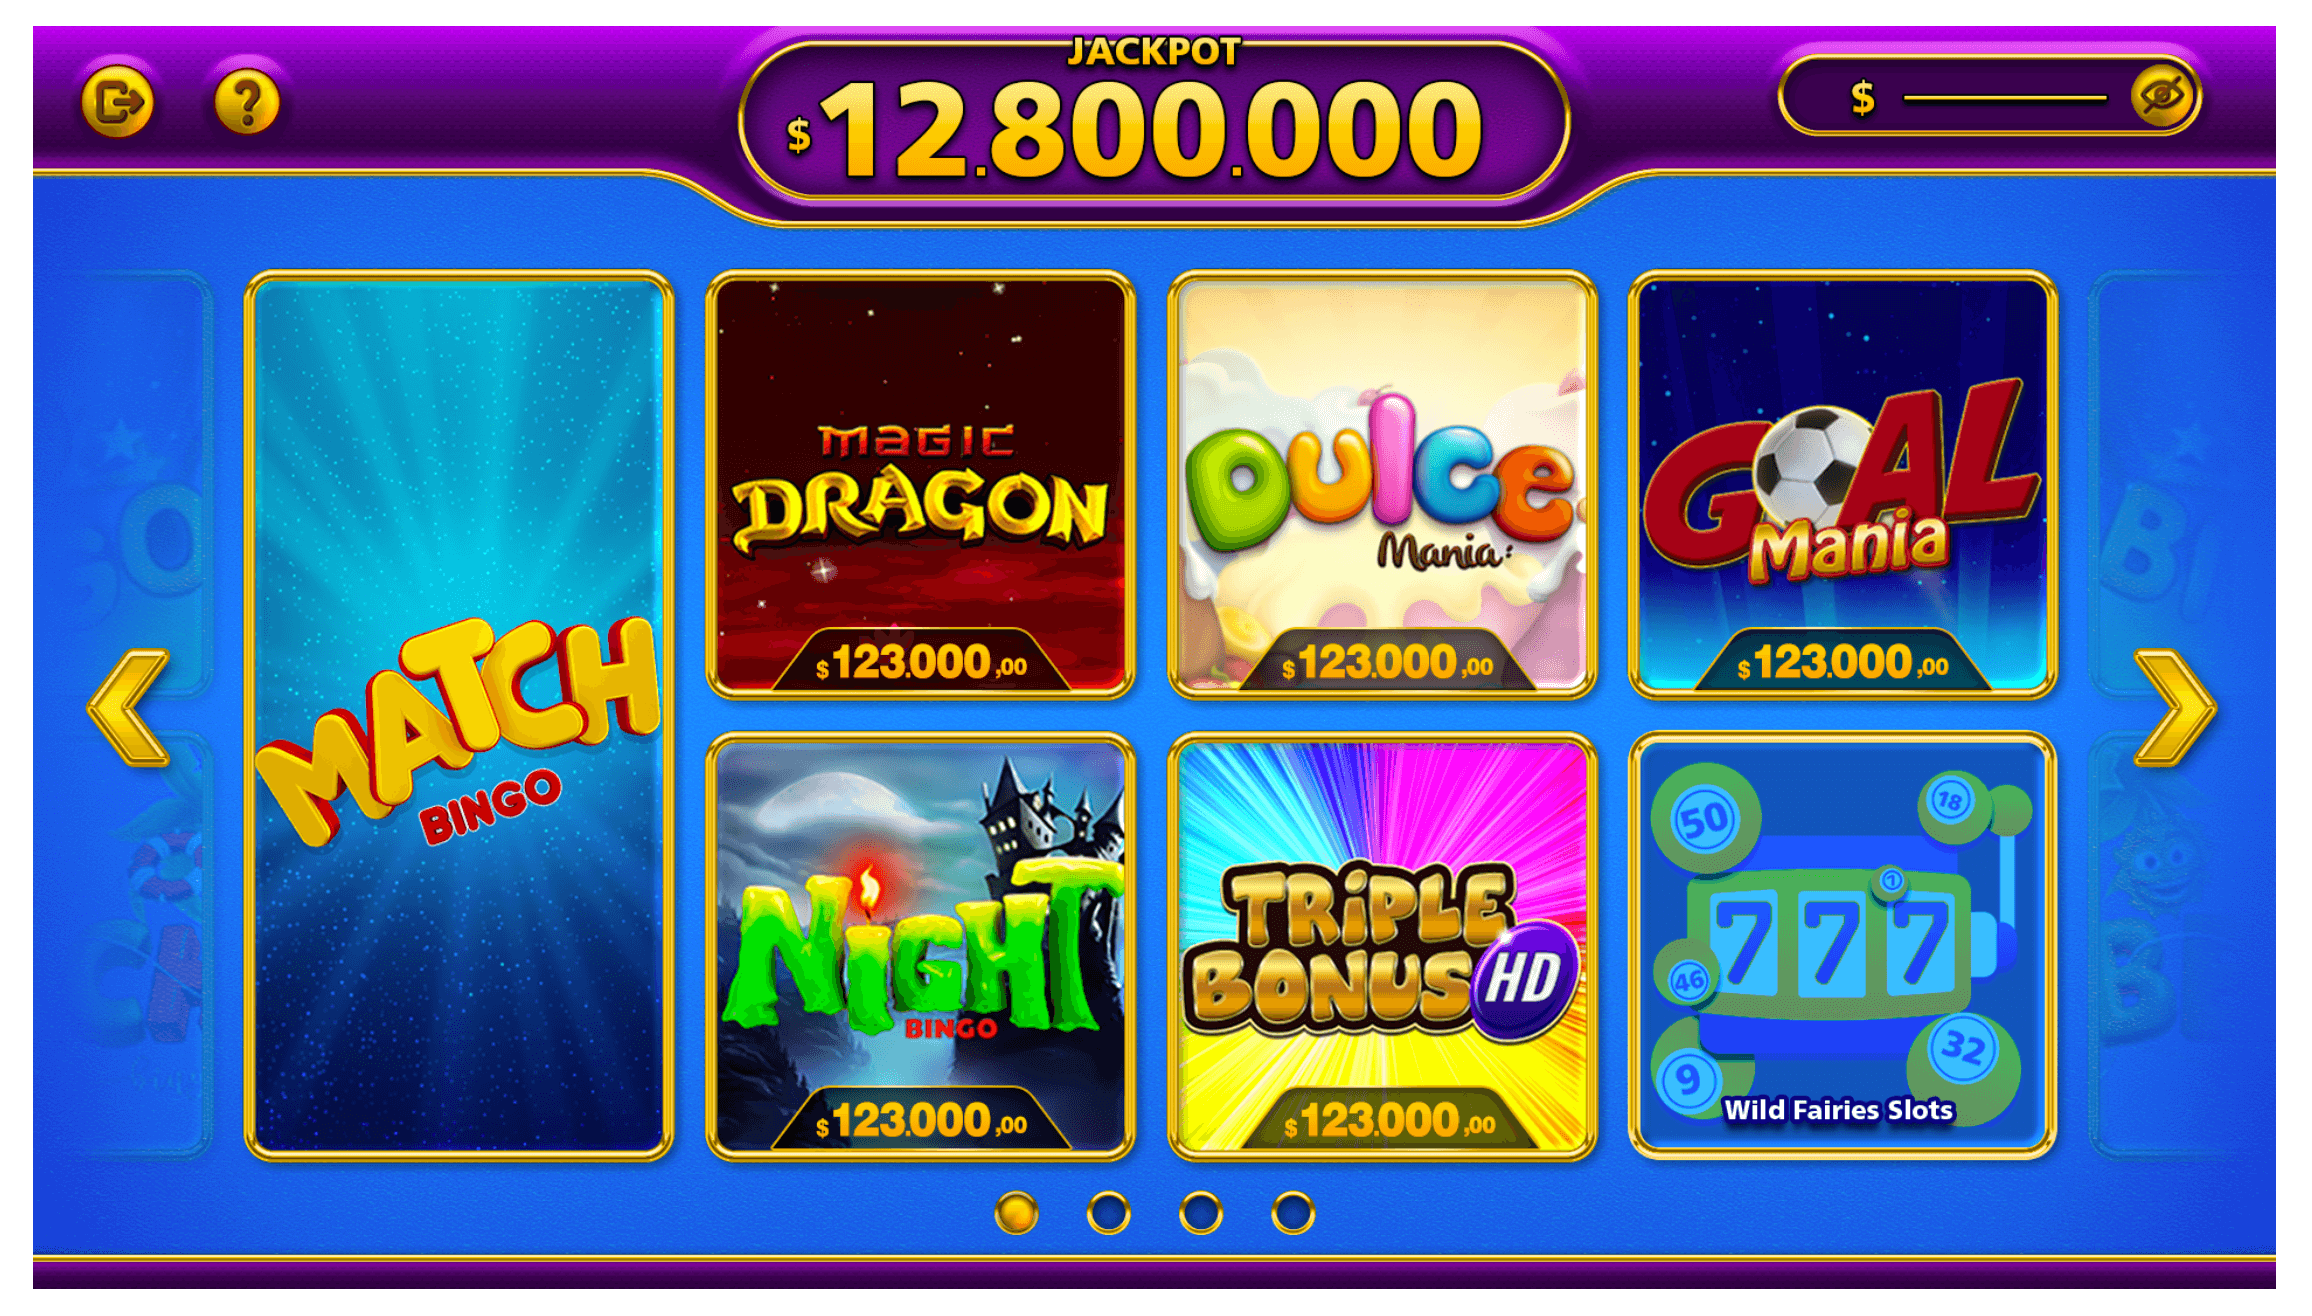 JACKPOT
$12.800.000
$
MATCH
BINGO
MAGIC
DRAGON
$123.000,00
DULCE
Mania
$123.000,00
GOAL
Mania
$123.000,00
NIGHT
BINGO
$123.000,00
TRIPLE
BONUS HD
$123.000,00
50
18
1
777
46
9
32
Wild Fairies Slots